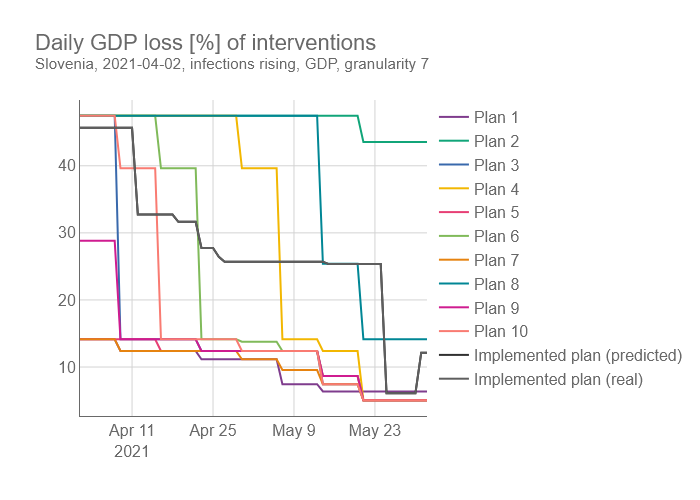 Daily GDP loss [%] of interventions
Slovenia, 2021-04-02, infections rising, GDP, granularity 7
40
30
20
10
Apr 11
2021
Apr 25
May 9
May 23
Plan 1
Plan 2
Plan 3
Plan 4
Plan 5
Plan 6
Plan 7
Plan 8
Plan 9
Plan 10
Implemented plan (predicted)
Implemented plan (real)